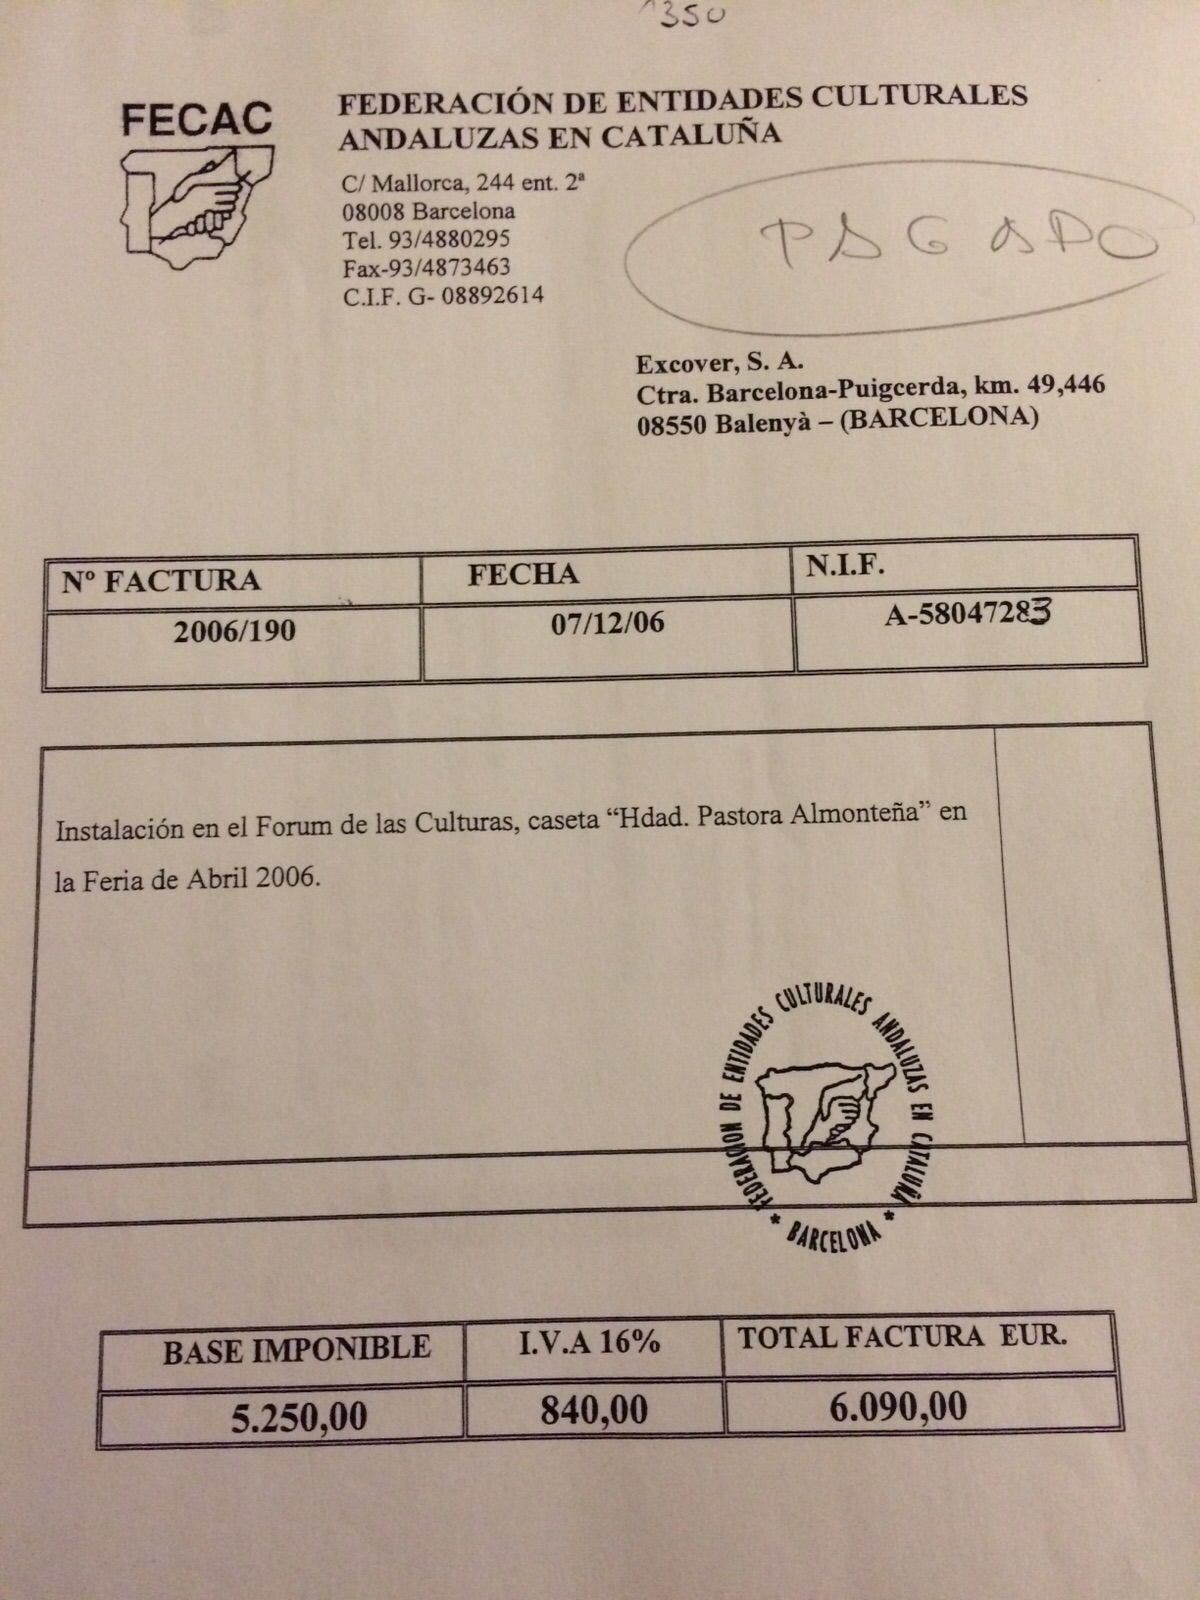 350
FECAC
FEDERACIÓN DE ENTIDADES CULTURALES
ANDALUZAS EN CATALUÑA
C/ Mallorca, 244 ent. 2ª
08008 Barcelona
Tel. 93/4880295
Fax-93/4873463
C.I.F. G- 08892614
PAGADO
Excover, S. A.
Ctra. Barcelona-Puigcerda, km. 49,446
08550 Balenyà – (BARCELONA)
Nº FACTURA FECHA N.I.F.
2006/190 07/12/06 A-58047283
Instalación en el Forum de las Culturas, caseta “Hdad. Pastora Almonteña” en
la Feria de Abril 2006.
FEDERACION DE ENTIDADES CULTURALES ANDALUZAS EN CATALUÑA
* BARCELONA *
BASE IMPONIBLE I.V.A 16% TOTAL FACTURA EUR.
5.250,00 840,00 6.090,00